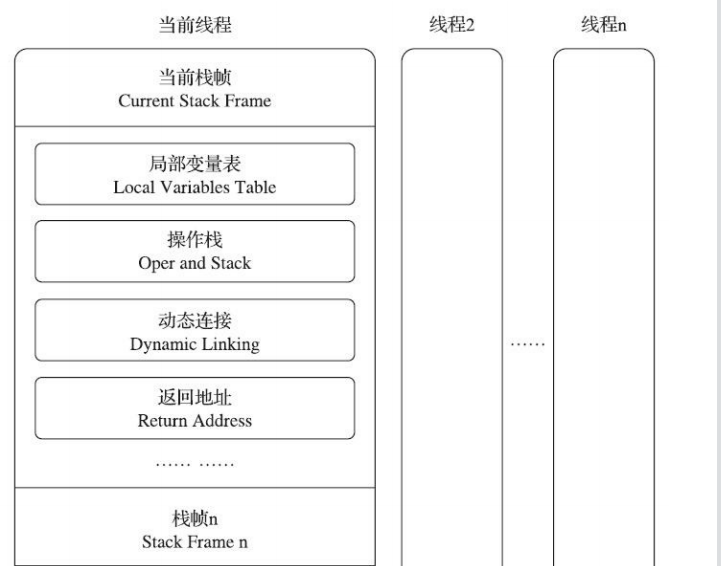 当前线程
线程2
线程n
当前栈帧
Current Stack Frame
局部变量表
Local Variables Table
操作栈
Oper and Stack
动态连接
Dynamic Linking
返回地址
Return Address
…… ……
……
栈帧n
Stack Frame n